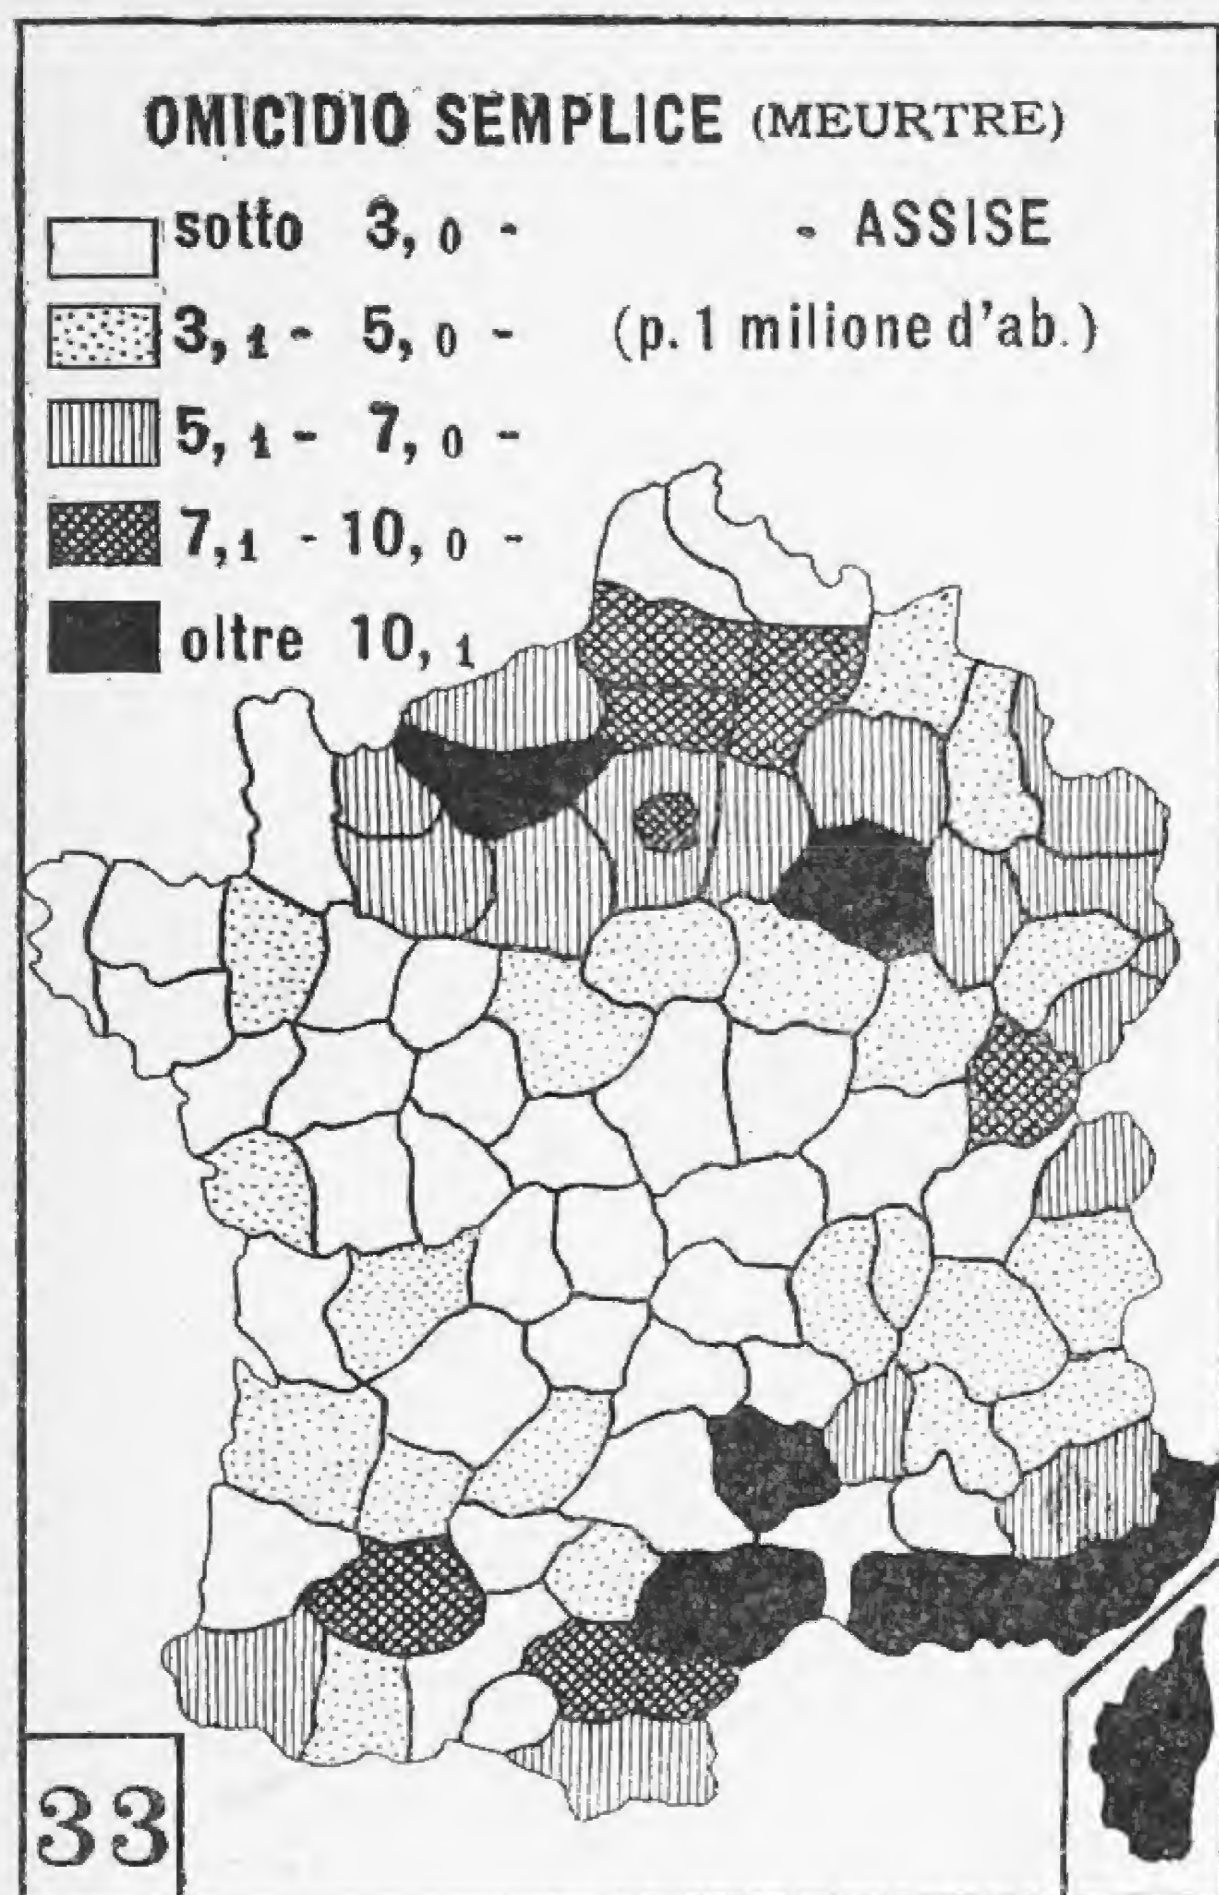 OMICIDIO SEMPLICE (MEURTRE)
sotto 3,0 - - ASSISE
3,1 - 5,0 - (p. 1 milione d'ab.)
5,1 - 7,0 -
7,1 - 10,0 -
oltre 10,1
33